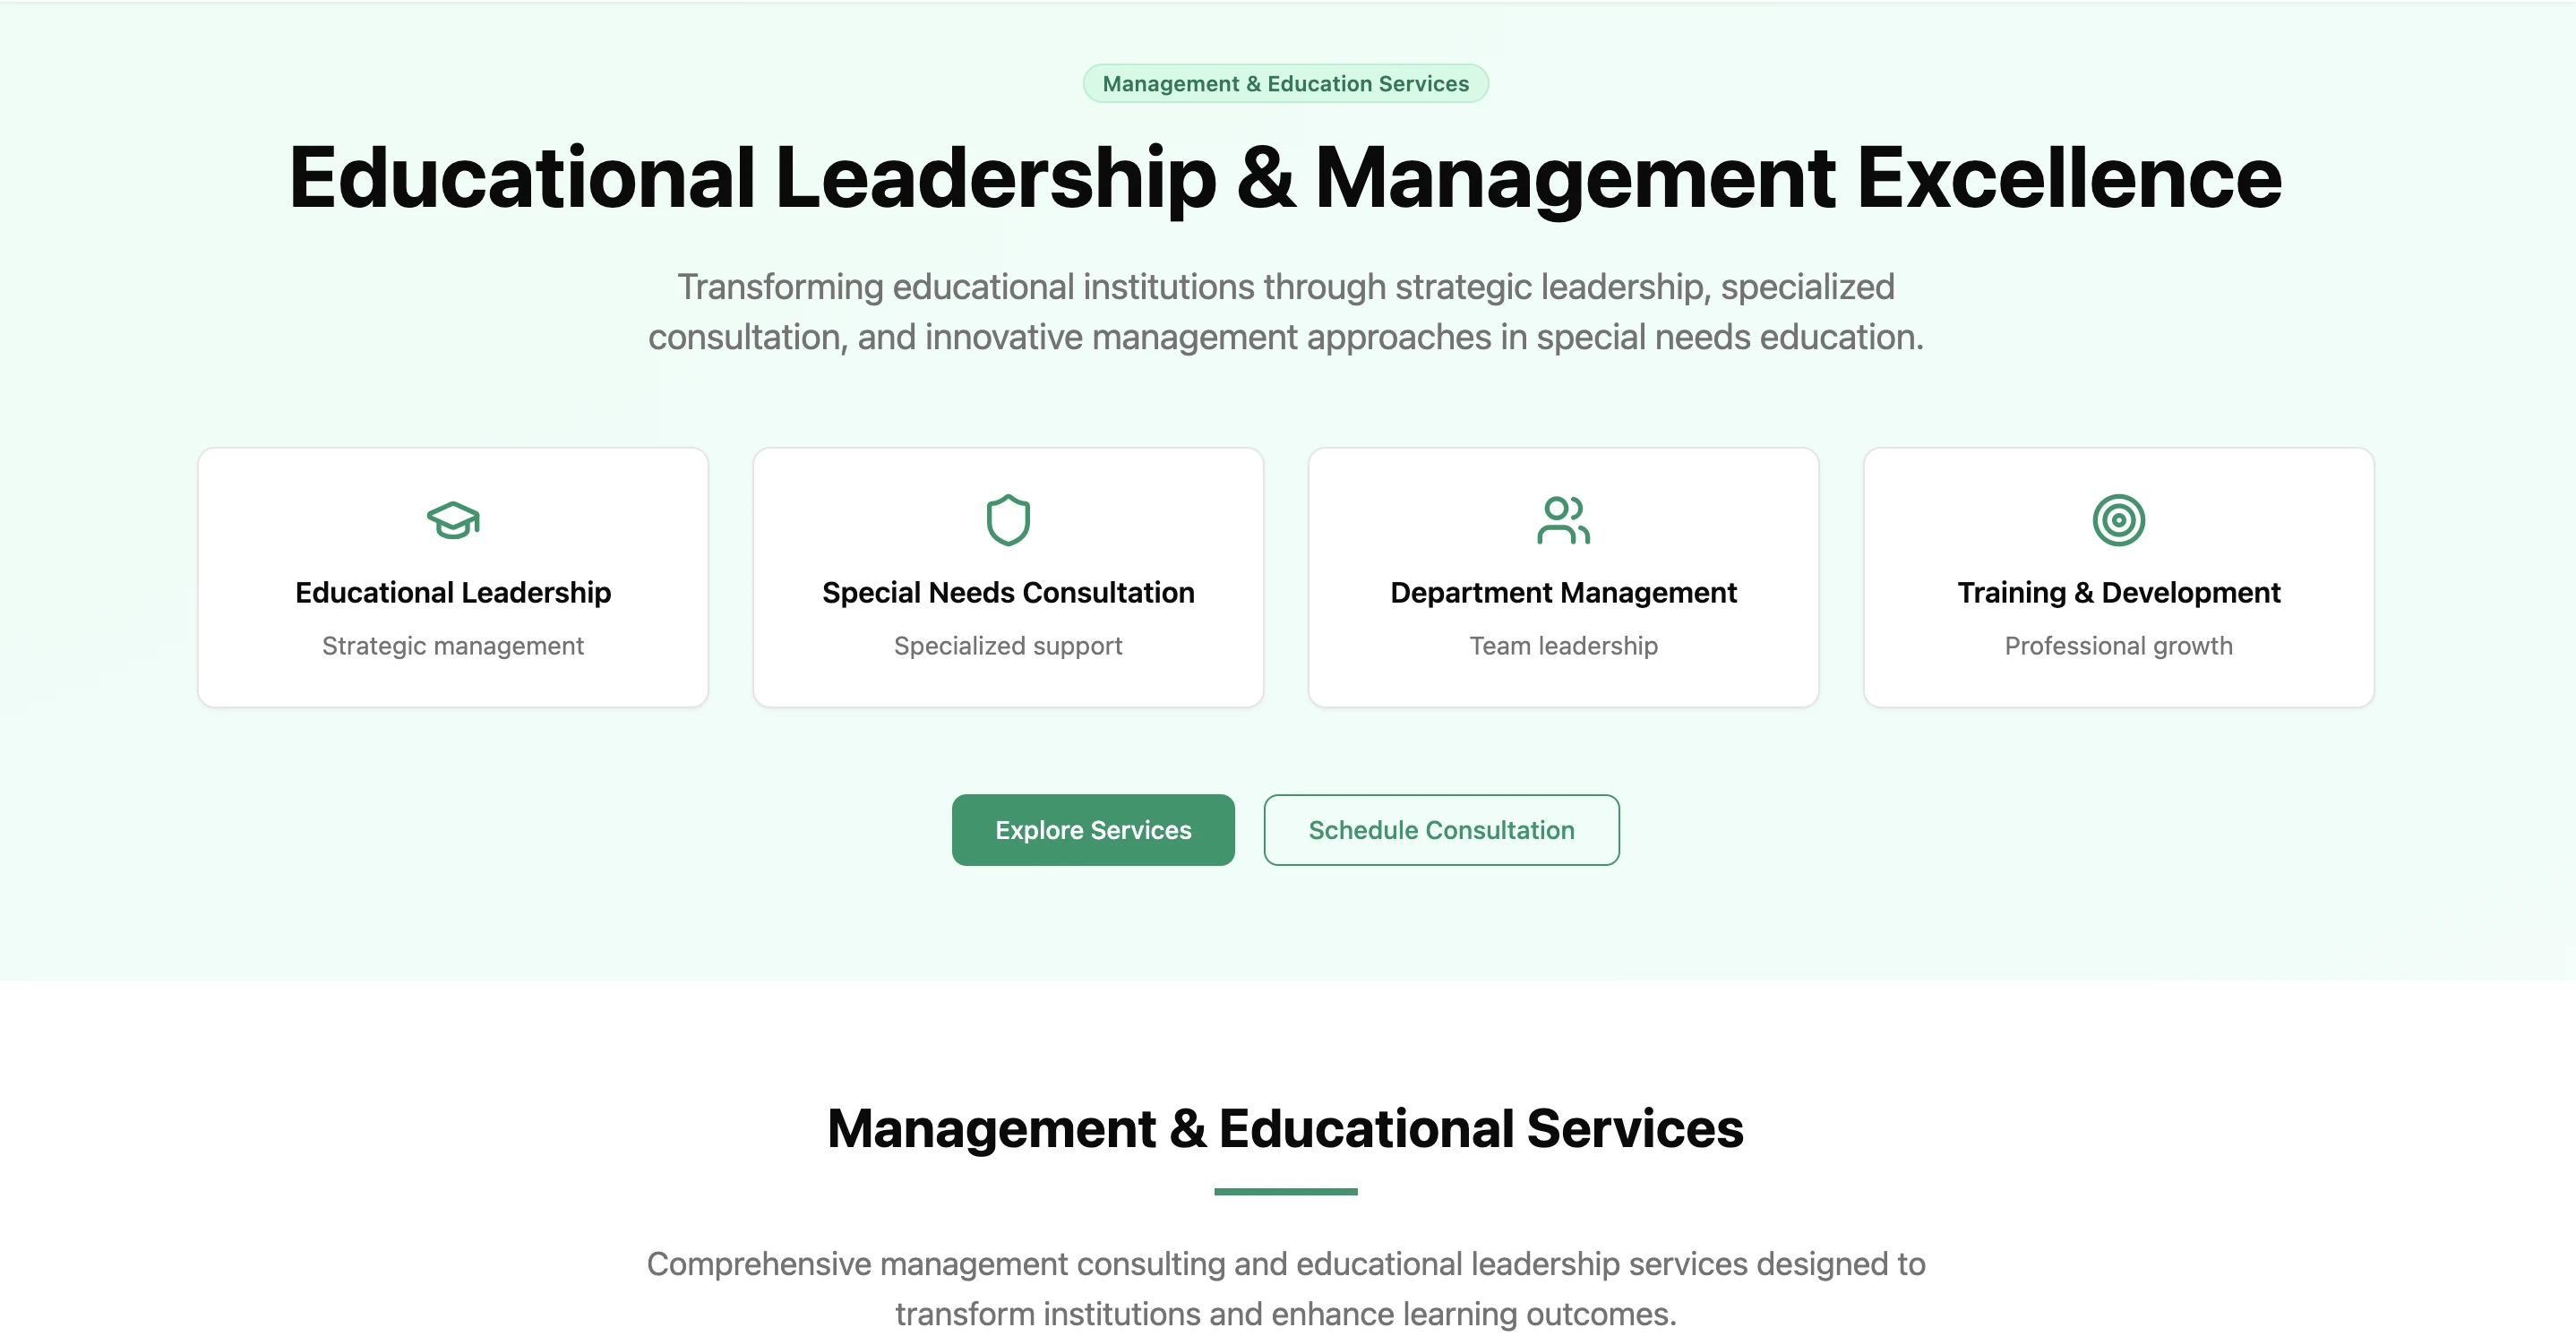 Management & Education Services
Educational Leadership & Management Excellence
Transforming educational institutions through strategic leadership, specialized
consultation, and innovative management approaches in special needs education.
Educational Leadership
Strategic management
Special Needs Consultation
Specialized support
Department Management
Team leadership
Training & Development
Professional growth
Explore Services
Schedule Consultation
Management & Educational Services
Comprehensive management consulting and educational leadership services designed to
transform institutions and enhance learning outcomes.